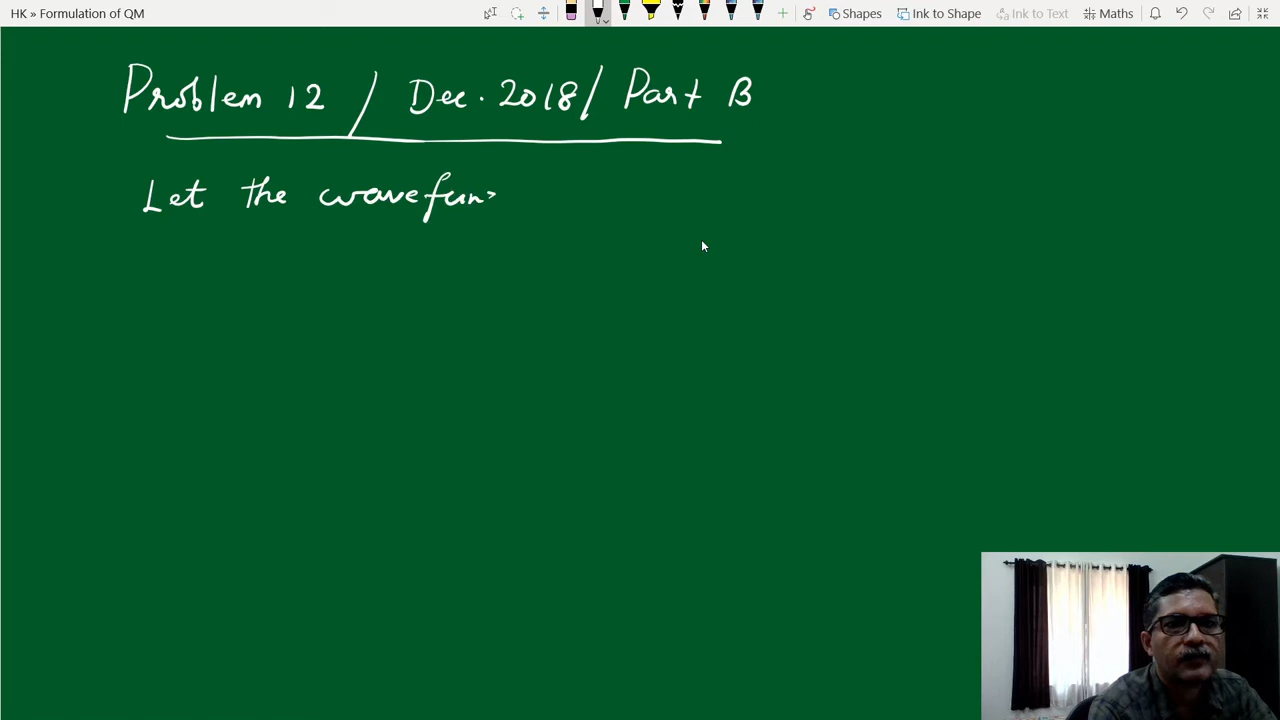 HK » Formulation of QM
Shapes Ink to Shape Ink to Text Maths
Problem 12 / Dec. 2018 / Part B
Let the wavefun